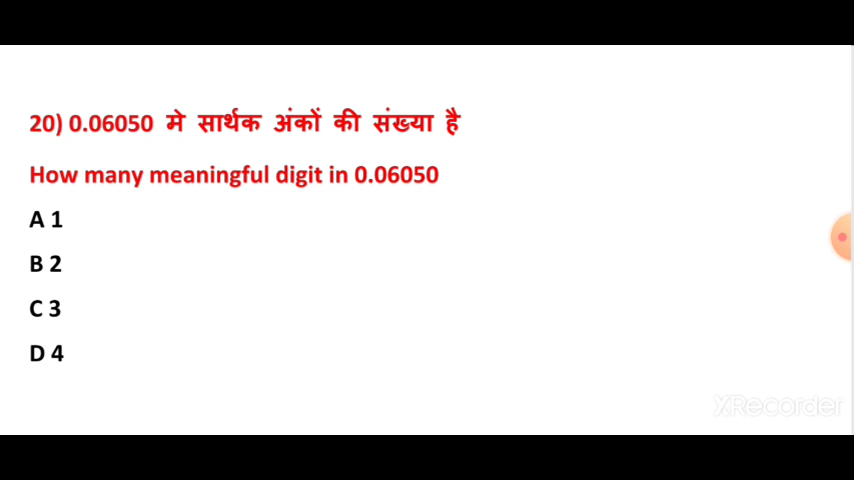 20) 0.06050 मे सार्थक अंकों की संख्या है
How many meaningful digit in 0.06050
A 1
B 2
C 3
D 4
XRecorder